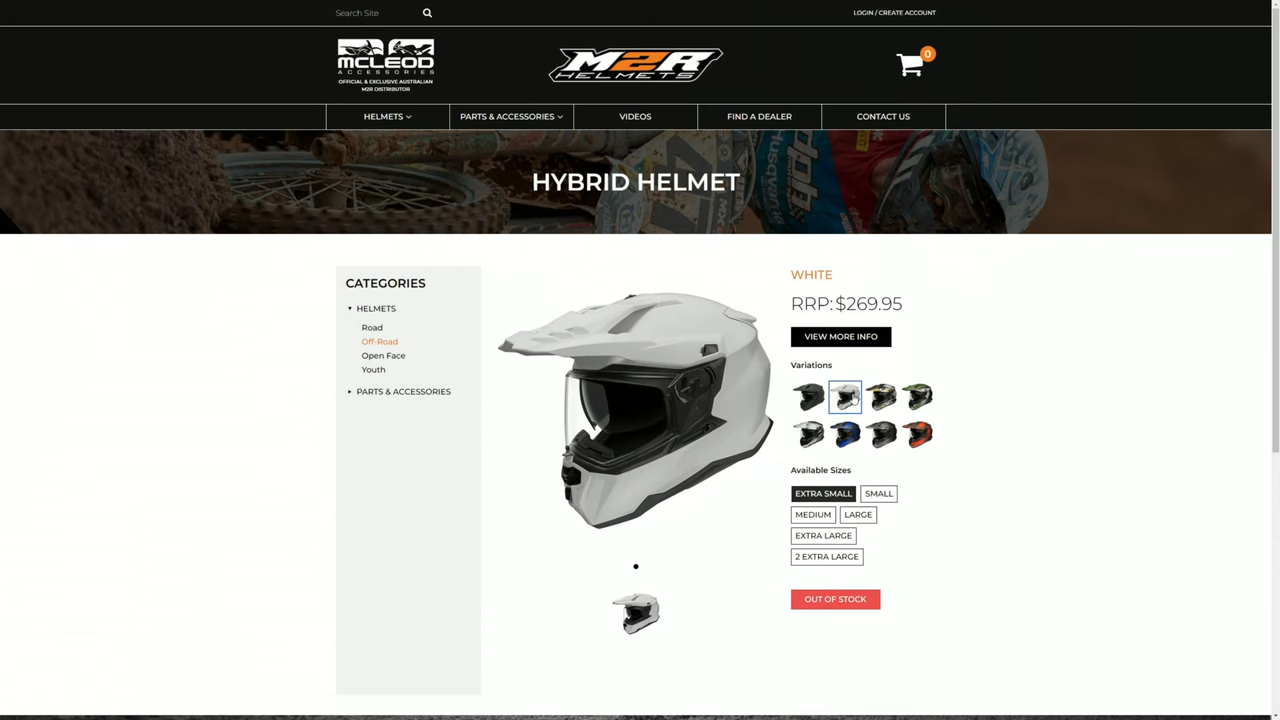 Search Site
LOGIN / CREATE ACCOUNT
MCLEOD
ACCESSORIES
OFFICIAL & EXCLUSIVE AUSTRALIAN
M2R DISTRIBUTOR
M2R
HELMETS
0
HELMETS
PARTS & ACCESSORIES
VIDEOS
FIND A DEALER
CONTACT US
HYBRID HELMET
CATEGORIES
HELMETS
Road
Off-Road
Open Face
Youth
PARTS & ACCESSORIES
WHITE
RRP: $269.95
VIEW MORE INFO
Variations
Available Sizes
EXTRA SMALL
SMALL
MEDIUM
LARGE
EXTRA LARGE
2 EXTRA LARGE
OUT OF STOCK